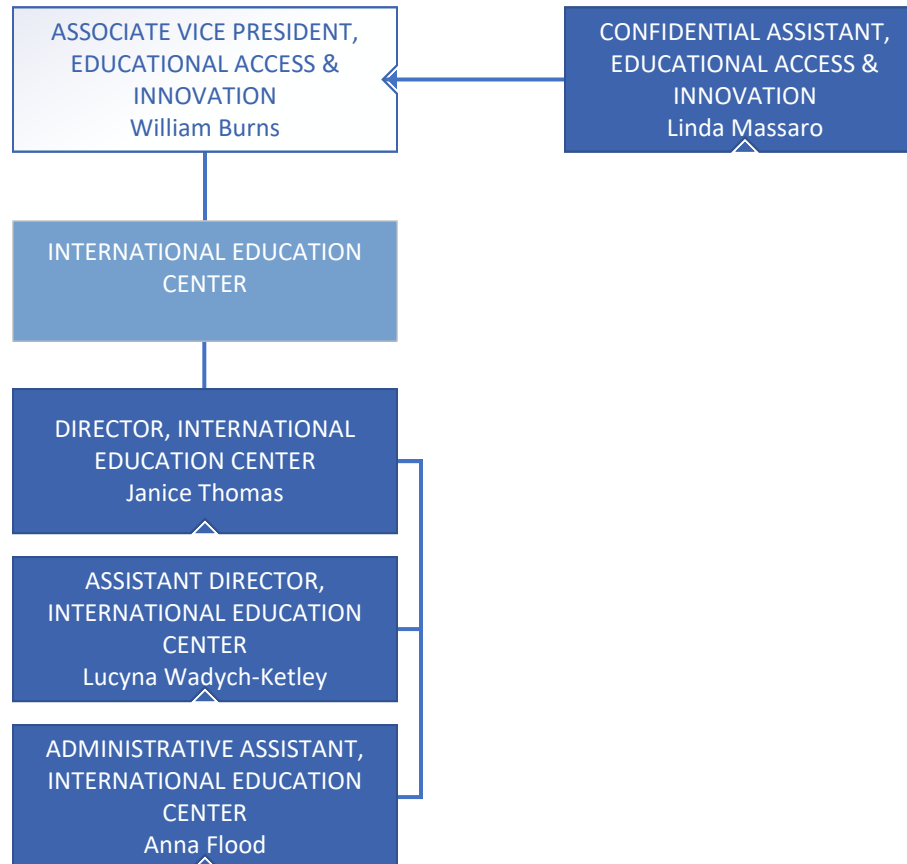 ASSOCIATE VICE PRESIDENT,
EDUCATIONAL ACCESS &
INNOVATION
William Burns
CONFIDENTIAL ASSISTANT,
EDUCATIONAL ACCESS &
INNOVATION
Linda Massaro
INTERNATIONAL EDUCATION
CENTER
DIRECTOR, INTERNATIONAL
EDUCATION CENTER
Janice Thomas
ASSISTANT DIRECTOR,
INTERNATIONAL EDUCATION
CENTER
Lucyna Wadych-Ketley
ADMINISTRATIVE ASSISTANT,
INTERNATIONAL EDUCATION
CENTER
Anna Flood